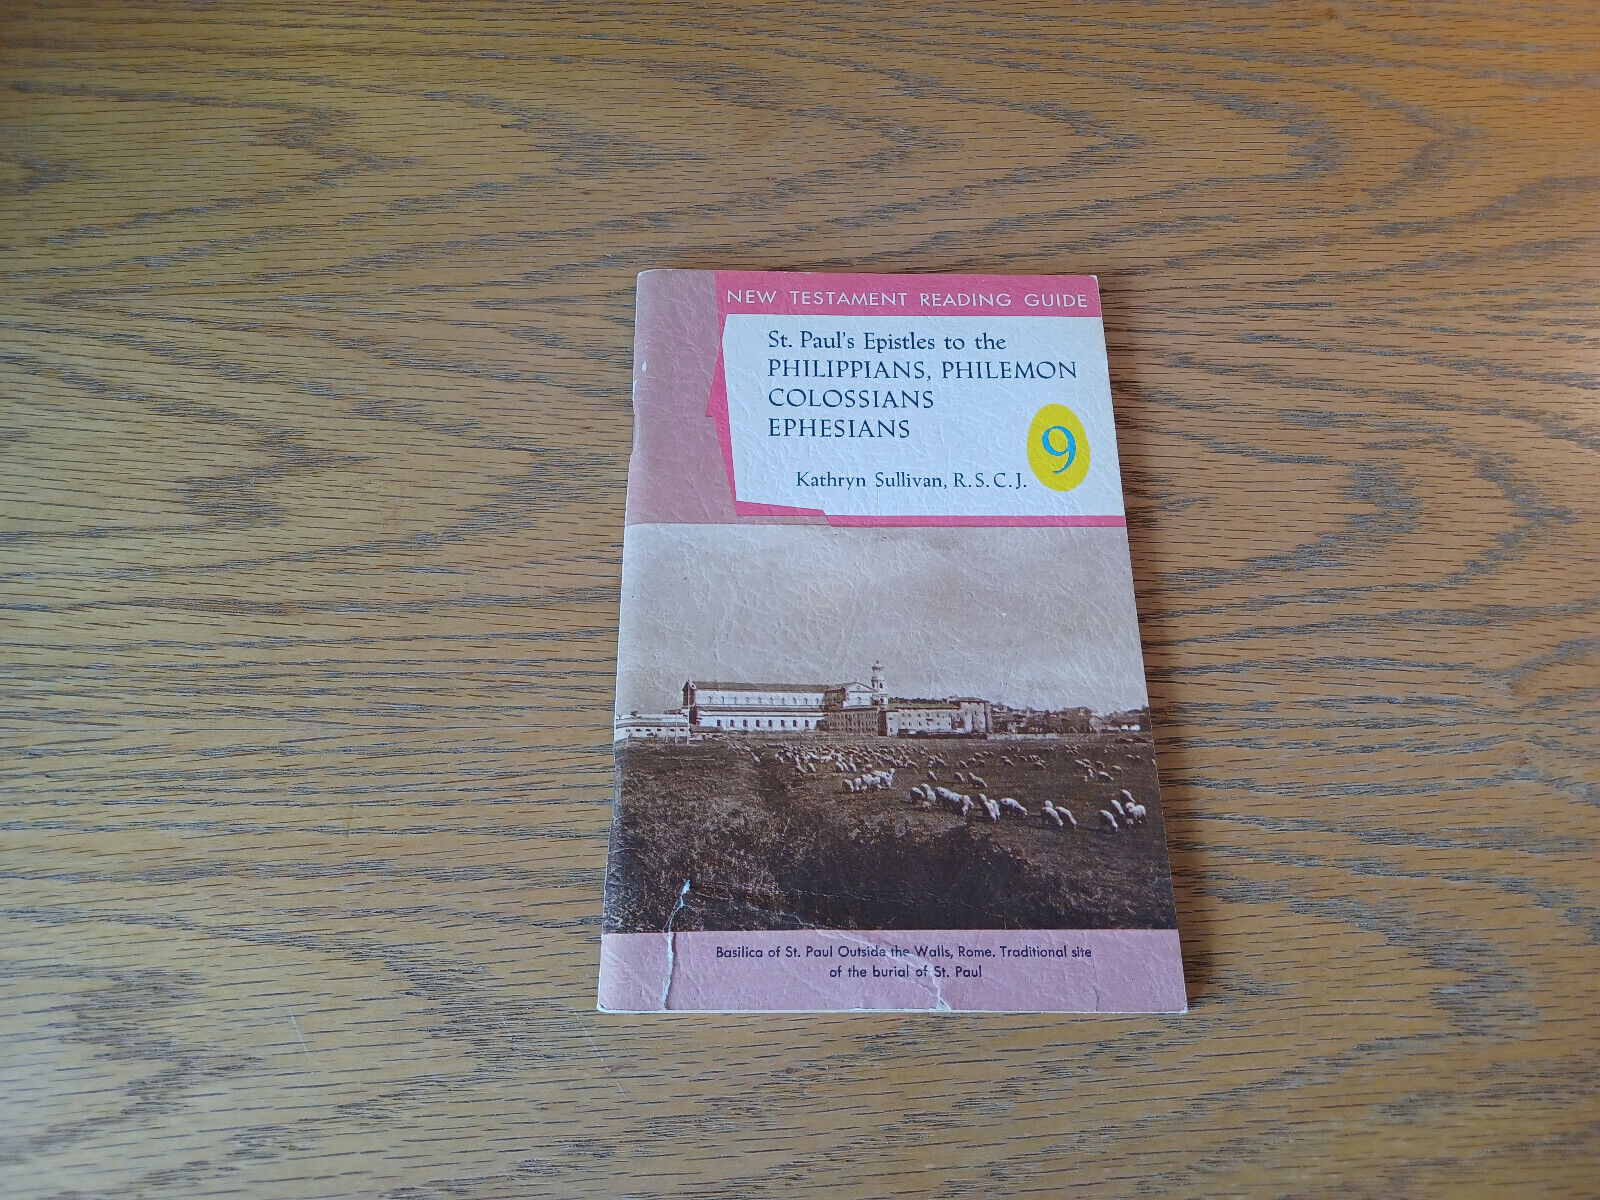 NEW TESTAMENT READING GUIDE
St. Paul's Epistles to the
PHILIPPIANS, PHILEMON
COLOSSIANS
EPHESIANS
9
Kathryn Sullivan, R.S.C.J.
Basilica of St. Paul Outside the Walls, Rome. Traditional site
of the burial of St. Paul